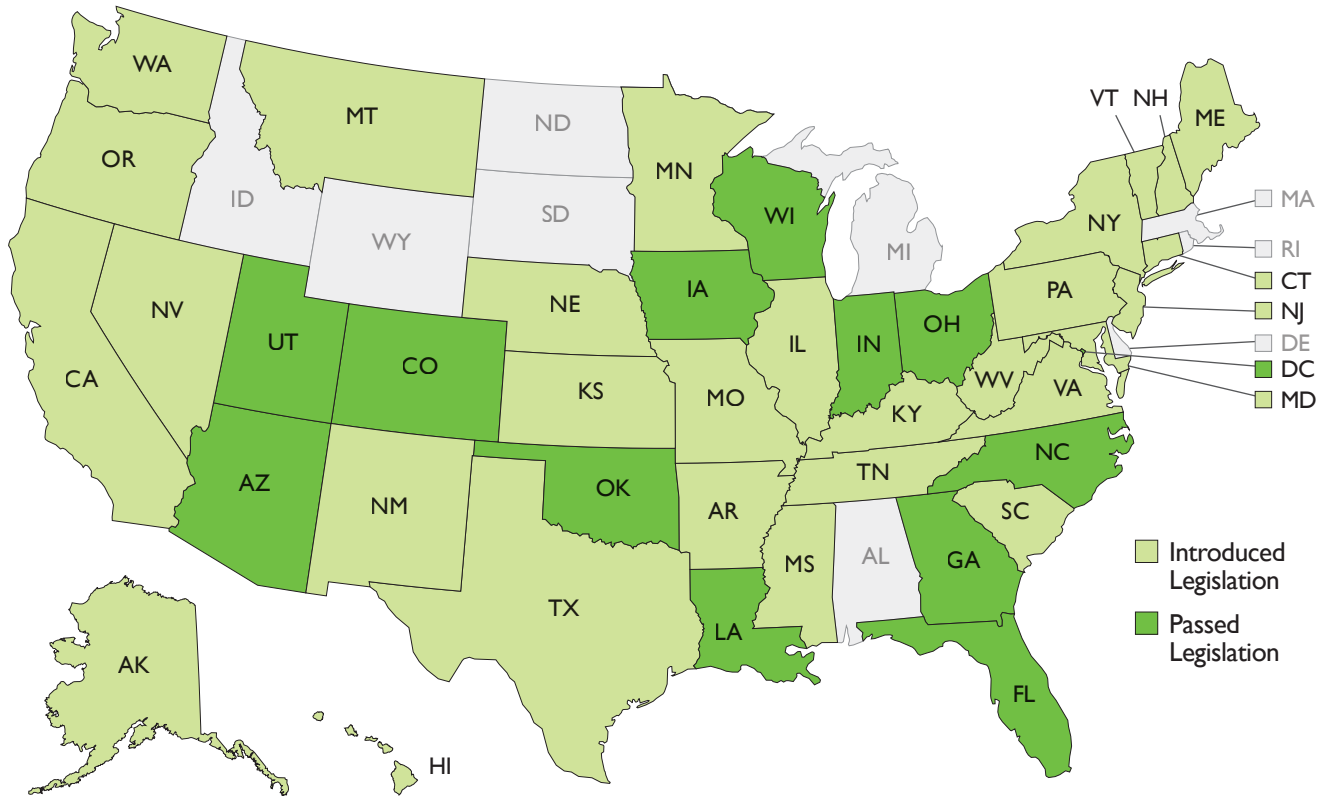 WA
MT
ND
VT NH
ME
OR
MN
ID
SD
WI
MA
WY
NY
MI
RI
CT
IA
PA
NV
NE
NJ
OH
UT
IL
IN
DE
CO
DC
CA
WV
KS
MO
VA
MD
KY
NC
TN
AZ
OK
NM
AR
SC
Introduced
Legislation
MS
AL
GA
TX
Passed
Legislation
LA
AK
FL
HI